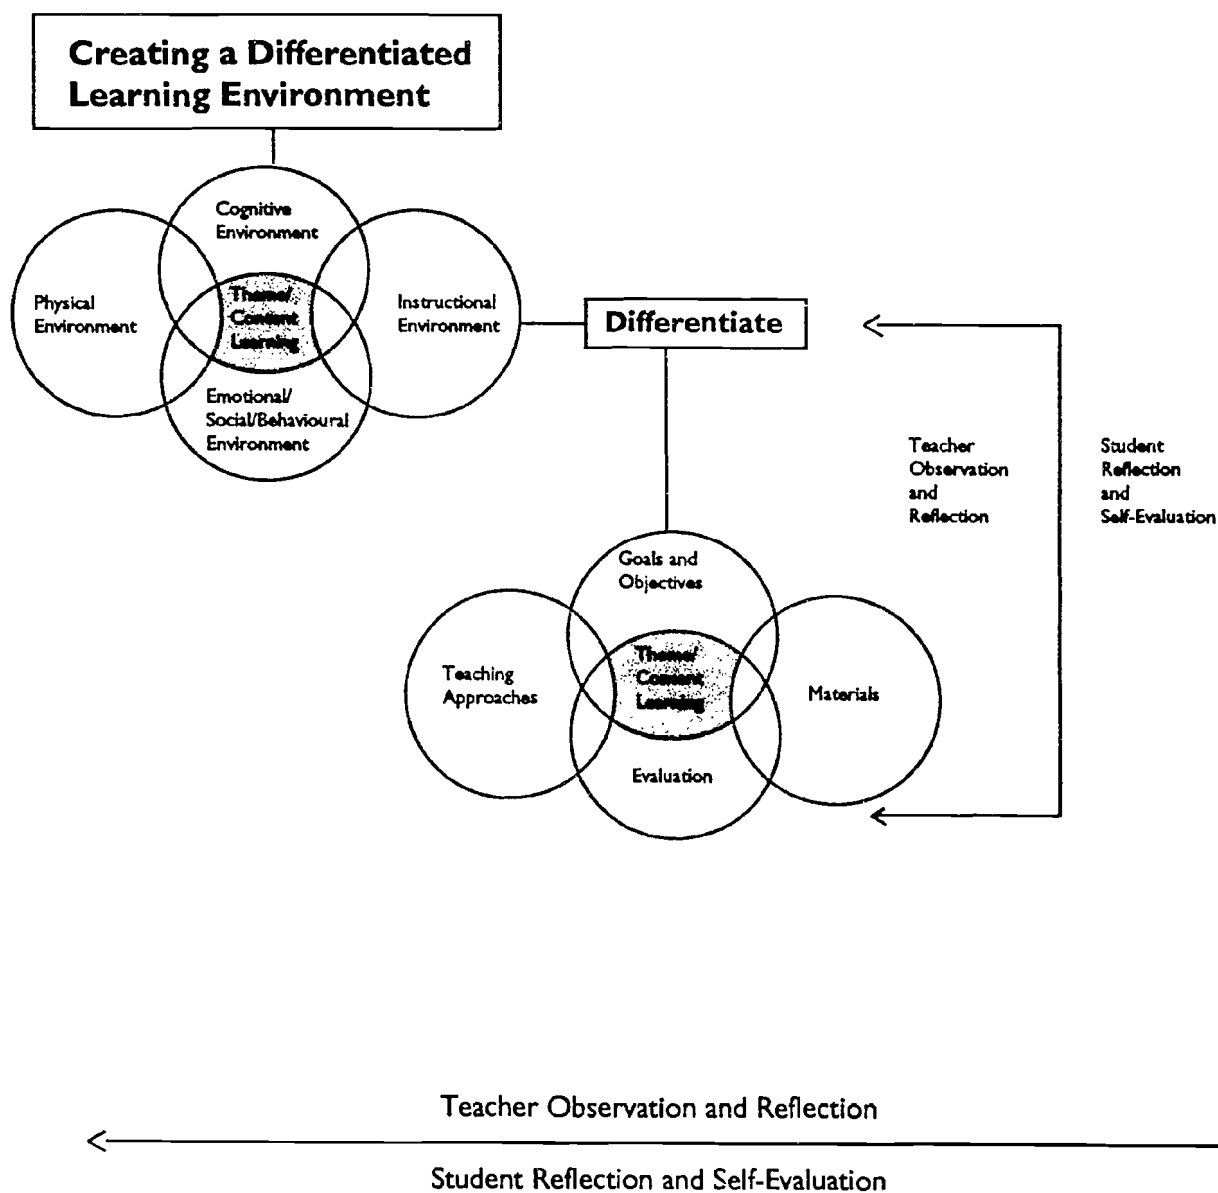 Creating a Differentiated
Learning Environment
Cognitive
Environment
Physical
Environment
Theme/
Content
Learning
Instructional
Environment
Emotional/
Social/Behavioural
Environment
Differentiate
Teacher
Observation
and
Reflection
Student
Reflection
and
Self-Evaluation
Goals and
Objectives
Teaching
Approaches
Theme/
Content
Learning
Materials
Evaluation
Teacher Observation and Reflection
Student Reflection and Self-Evaluation